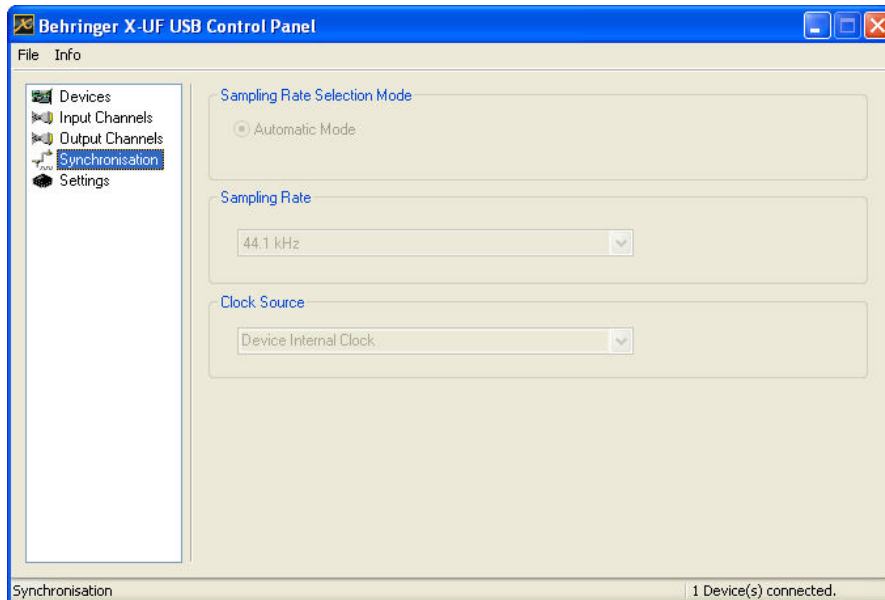 Behringer X-UF USB Control Panel
File Info
Devices
Input Channels
Output Channels
Synchronisation
Settings
Sampling Rate Selection Mode
Automatic Mode
Sampling Rate
44.1 kHz
Clock Source
Device Internal Clock
Synchronisation
1 Device(s) connected.